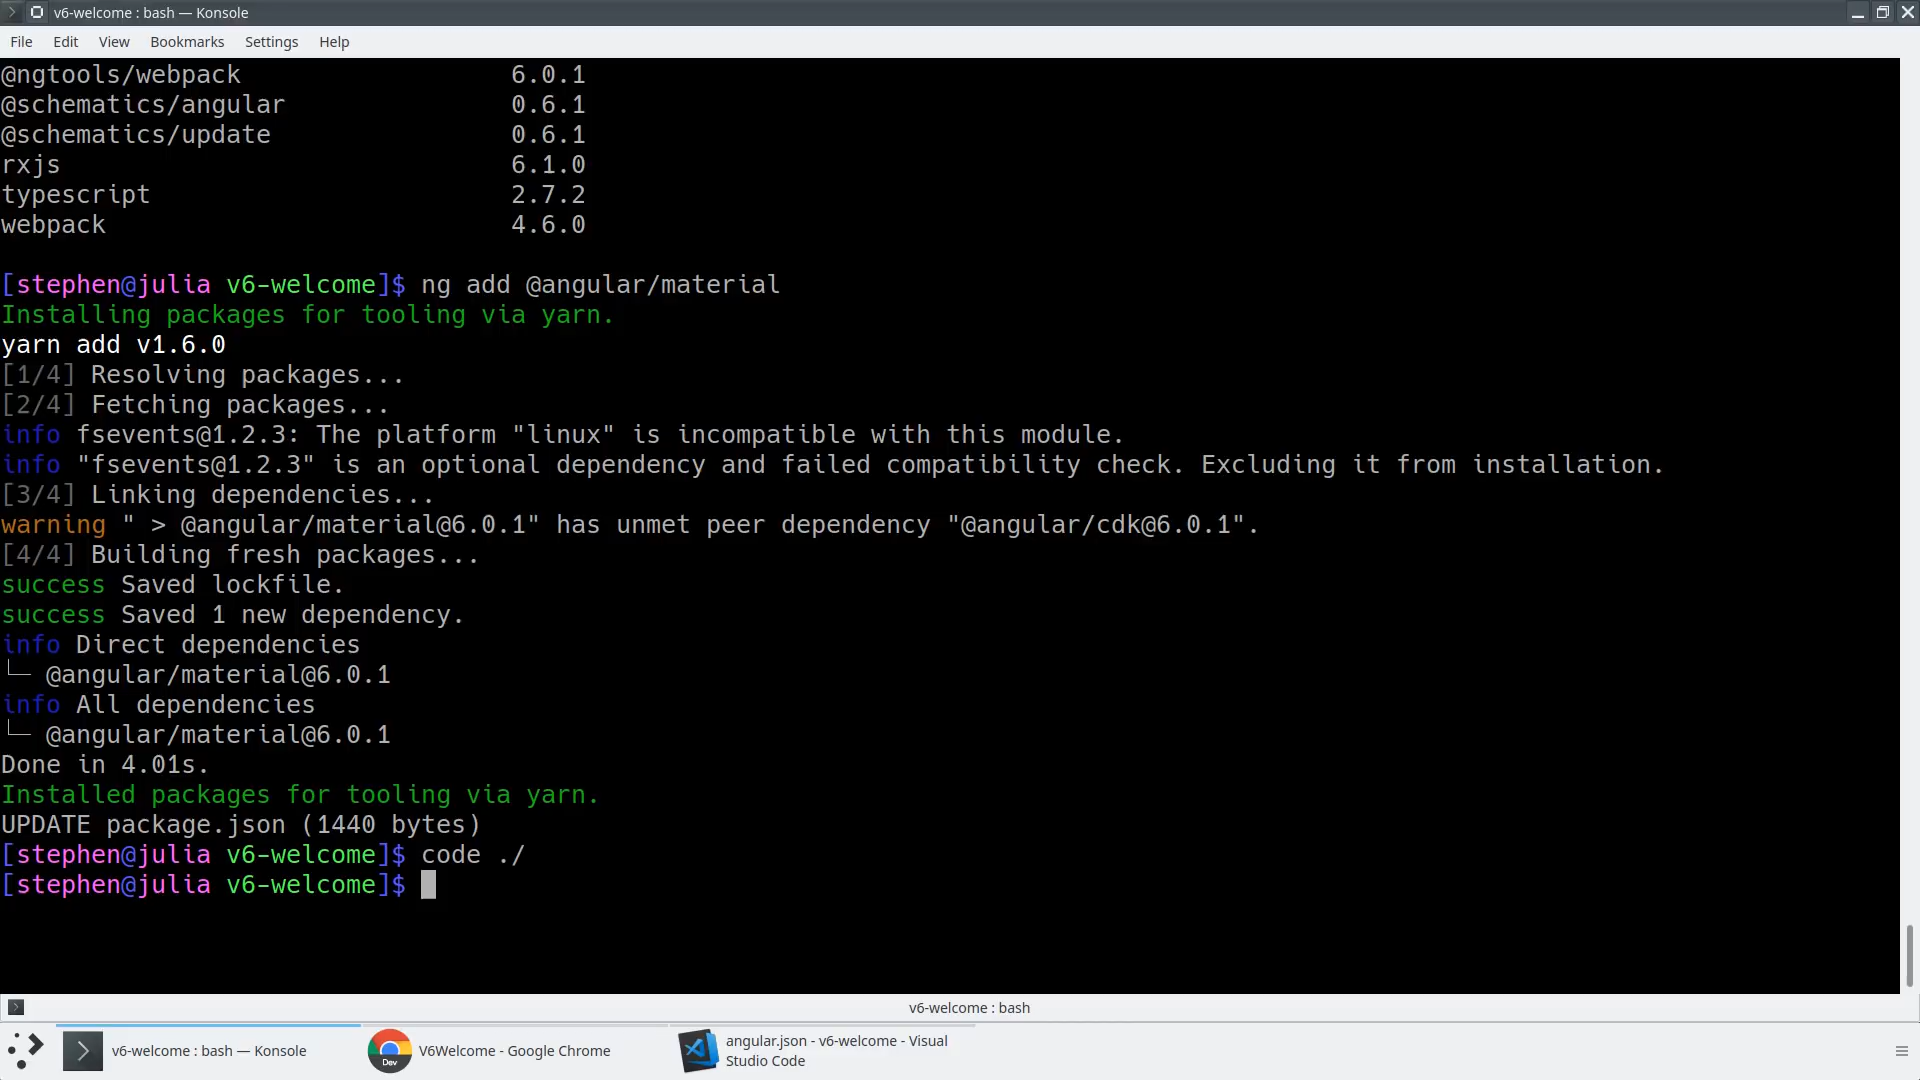 v6-welcome : bash — Konsole
File Edit View Bookmarks Settings Help
@ngtools/webpack 6.0.1
@schematics/angular 0.6.1
@schematics/update 0.6.1
rxjs 6.1.0
typescript 2.7.2
webpack 4.6.0
[stephen@julia v6-welcome]$ ng add @angular/material
Installing packages for tooling via yarn.
yarn add v1.6.0
[1/4] Resolving packages...
[2/4] Fetching packages...
info fsevents@1.2.3: The platform "linux" is incompatible with this module.
info "fsevents@1.2.3" is an optional dependency and failed compatibility check. Excluding it from installation.
[3/4] Linking dependencies...
warning " > @angular/material@6.0.1" has unmet peer dependency "@angular/cdk@6.0.1".
[4/4] Building fresh packages...
success Saved lockfile.
success Saved 1 new dependency.
info Direct dependencies
└─ @angular/material@6.0.1
info All dependencies
└─ @angular/material@6.0.1
Done in 4.01s.
Installed packages for tooling via yarn.
UPDATE package.json (1440 bytes)
[stephen@julia v6-welcome]$ code ./
[stephen@julia v6-welcome]$
v6-welcome : bash
v6-welcome : bash — Konsole
Dev
V6Welcome - Google Chrome
angular.json - v6-welcome - Visual
Studio Code